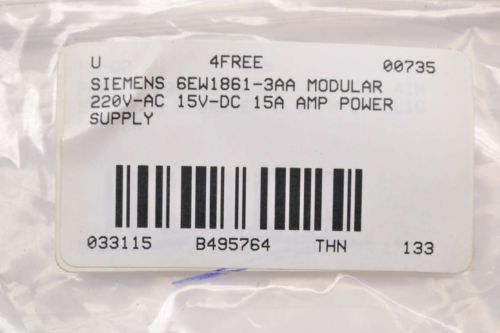 U 4FREE 00735
SIEMENS 6EW1861-3AA MODULAR
220V-AC 15V-DC 15A AMP POWER
SUPPLY
033115 B495764 THN 133